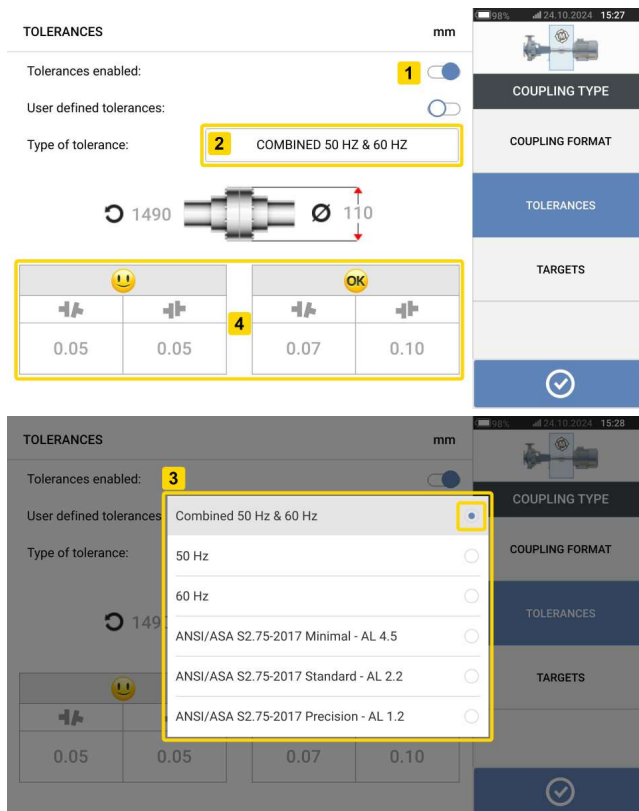 98% 24.10.2024 15:27
TOLERANCES mm
Tolerances enabled: 1
COUPLING TYPE
User defined tolerances:
Type of tolerance: 2 COMBINED 50 HZ & 60 HZ
COUPLING FORMAT
1490 Ø 110
TOLERANCES
OK
TARGETS
4
0.05 0.05 0.07 0.10
98% 24.10.2024 15:28
TOLERANCES mm
Tolerances enabled: 3
COUPLING TYPE
User defined tolerances
Combined 50 Hz & 60 Hz
Type of tolerance:
50 Hz
COUPLING FORMAT
60 Hz
149
TOLERANCES
ANSI/ASA S2.75-2017 Minimal - AL 4.5
ANSI/ASA S2.75-2017 Standard - AL 2.2
TARGETS
ANSI/ASA S2.75-2017 Precision - AL 1.2
0.05 0.05 0.07 0.10